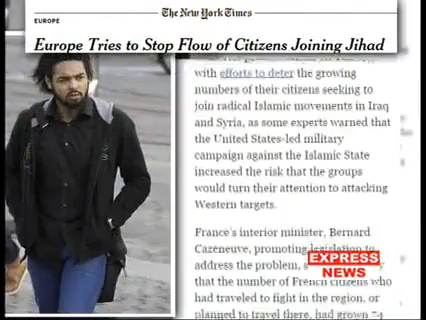 The New York Times
EUROPE
Europe Tries to Stop Flow of Citizens Joining Jihad
with efforts to deter the growing
numbers of their citizens seeking to
join radical Islamic movements in Iraq
and Syria, as some experts warned that
the United States-led military
campaign against the Islamic State
increased the risk that the groups
would turn their attention to attacking
Western targets.
France's interior minister, Bernard
Cazeneuve, promoting legislation to
address the problem, s
that the number of French citizens who
had traveled to fight in the region, or
planned to travel there, had grown 74
EXPRESS
NEWS